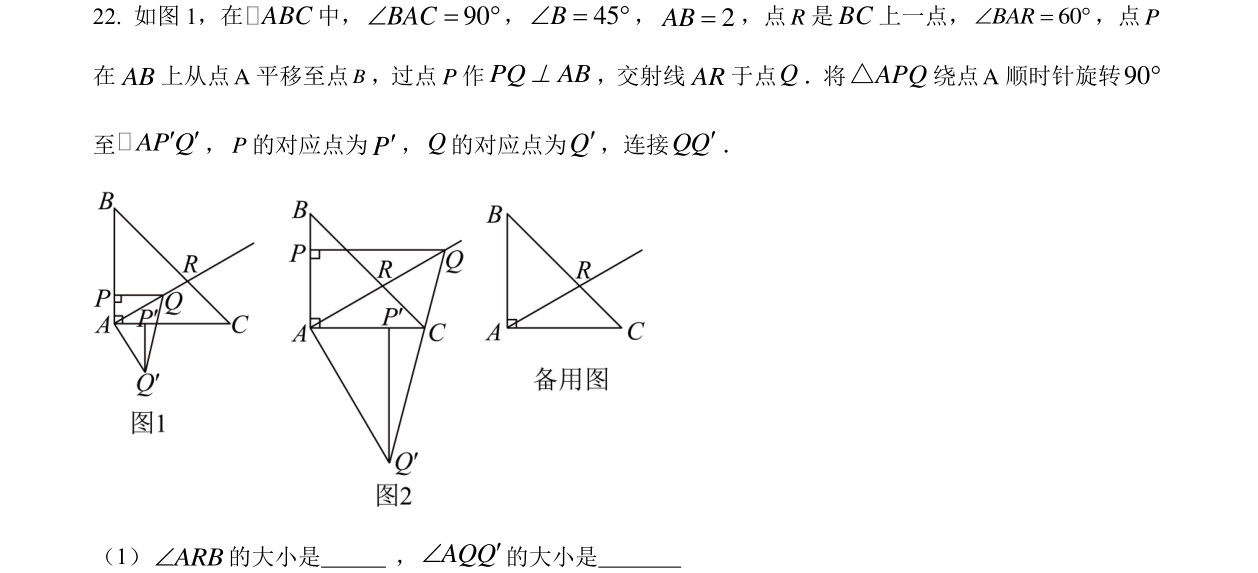 22. 如图 1，在□ABC 中，∠BAC = 90°，∠B = 45°，AB = 2，点 R 是 BC 上一点，∠BAR = 60°，点 P
在 AB 上从点 A 平移至点 B，过点 P 作 PQ ⊥ AB，交射线 AR 于点 Q．将 △APQ 绕点 A 顺时针旋转 90°
至□AP′Q′，P 的对应点为 P′，Q 的对应点为 Q′，连接 QQ′．
B
R
P
Q
A
P′
C
Q′
图1
B
P
Q
R
A
P′
C
Q′
图2
B
R
A
C
备用图
（1）∠ARB 的大小是_____，∠AQQ′ 的大小是_______